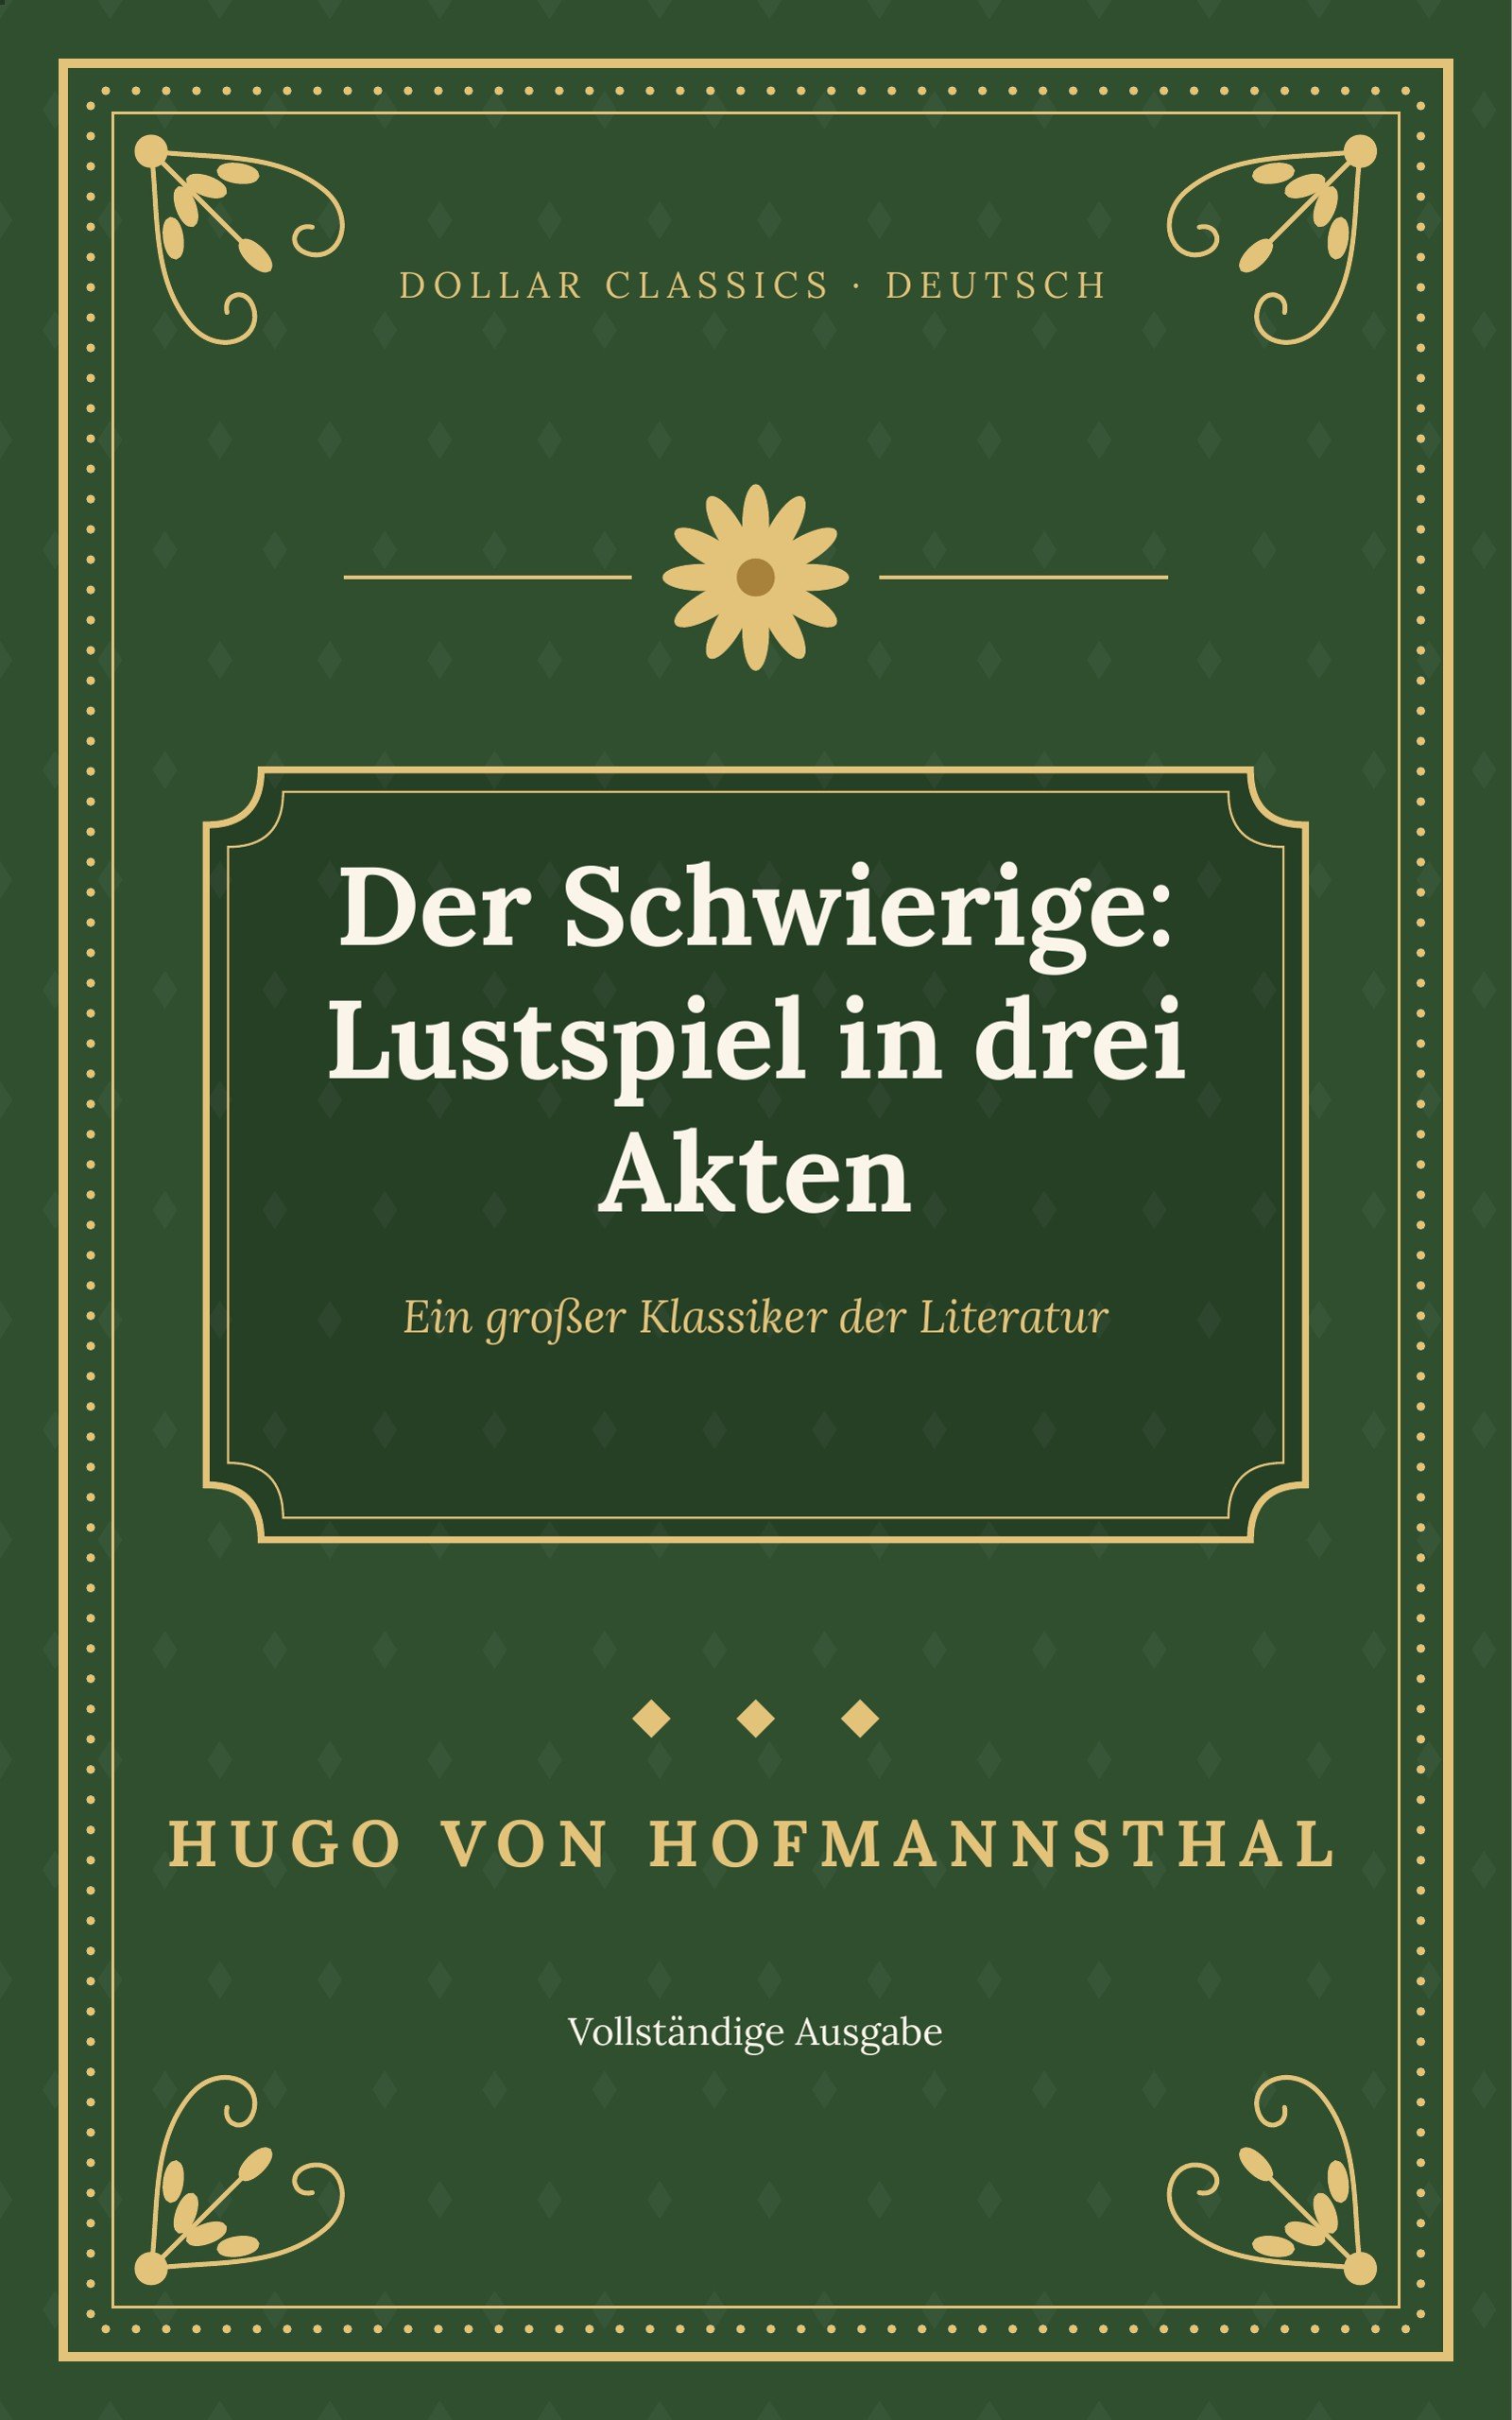 DOLLAR CLASSICS · DEUTSCH
Der Schwierige:
Lustspiel in drei
Akten
Ein großer Klassiker der Literatur
HUGO VON HOFMANNSTHAL
Vollständige Ausgabe